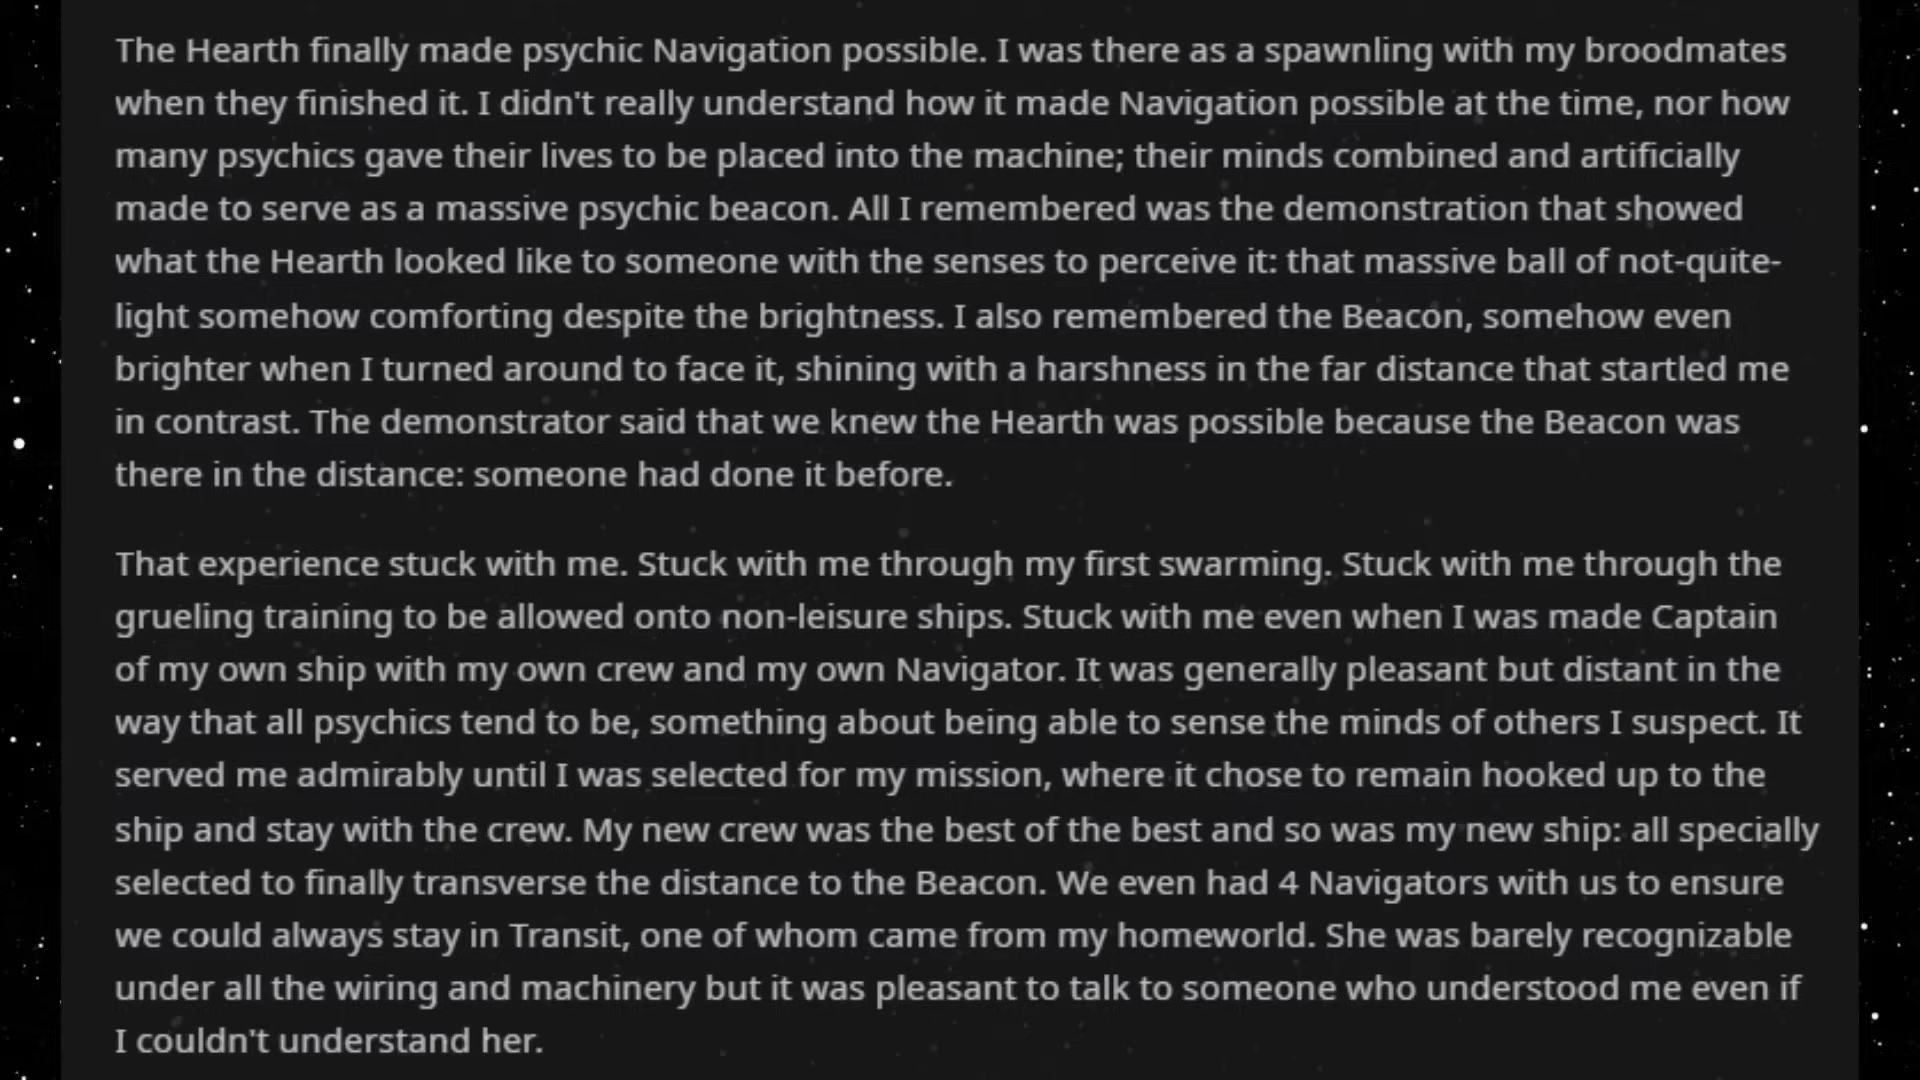 The Hearth finally made psychic Navigation possible. I was there as a spawnling with my broodmates
when they finished it. I didn't really understand how it made Navigation possible at the time, nor how
many psychics gave their lives to be placed into the machine; their minds combined and artificially
made to serve as a massive psychic beacon. All I remembered was the demonstration that showed
what the Hearth looked like to someone with the senses to perceive it: that massive ball of not-quite-
light somehow comforting despite the brightness. I also remembered the Beacon, somehow even
brighter when I turned around to face it, shining with a harshness in the far distance that startled me
in contrast. The demonstrator said that we knew the Hearth was possible because the Beacon was
there in the distance: someone had done it before.
That experience stuck with me. Stuck with me through my first swarming. Stuck with me through the
grueling training to be allowed onto non-leisure ships. Stuck with me even when I was made Captain
of my own ship with my own crew and my own Navigator. It was generally pleasant but distant in the
way that all psychics tend to be, something about being able to sense the minds of others I suspect. It
served me admirably until I was selected for my mission, where it chose to remain hooked up to the
ship and stay with the crew. My new crew was the best of the best and so was my new ship: all specially
selected to finally transverse the distance to the Beacon. We even had 4 Navigators with us to ensure
we could always stay in Transit, one of whom came from my homeworld. She was barely recognizable
under all the wiring and machinery but it was pleasant to talk to someone who understood me even if
I couldn't understand her.